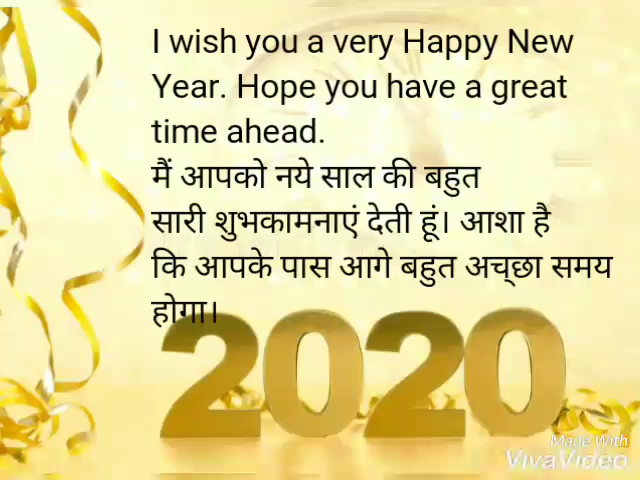 I wish you a very Happy New
Year. Hope you have a great
time ahead.
मैं आपको नये साल की बहुत
सारी शुभकामनाएं देती हूं। आशा है
कि आपके पास आगे बहुत अच्छा समय
होगा।
2020
Made With
VivaVideo